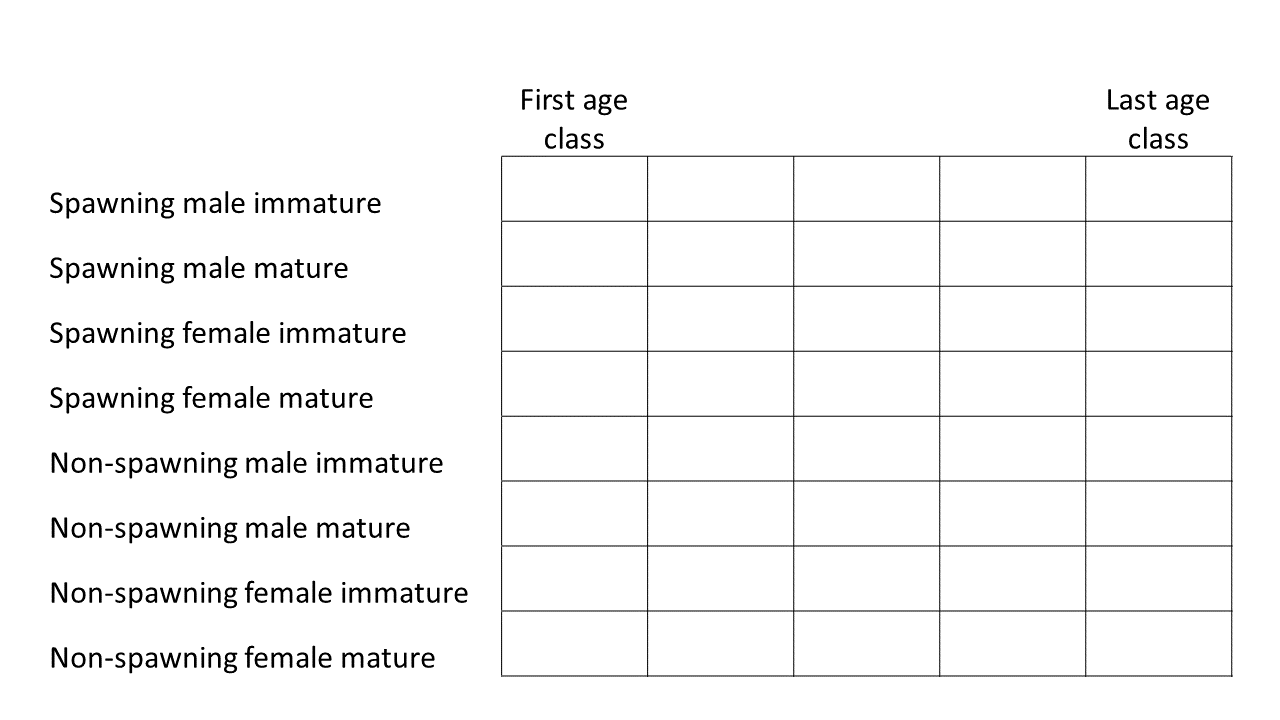 First age
class
Last age
class
Spawning male immature
Spawning male mature
Spawning female immature
Spawning female mature
Non-spawning male immature
Non-spawning male mature
Non-spawning female immature
Non-spawning female mature